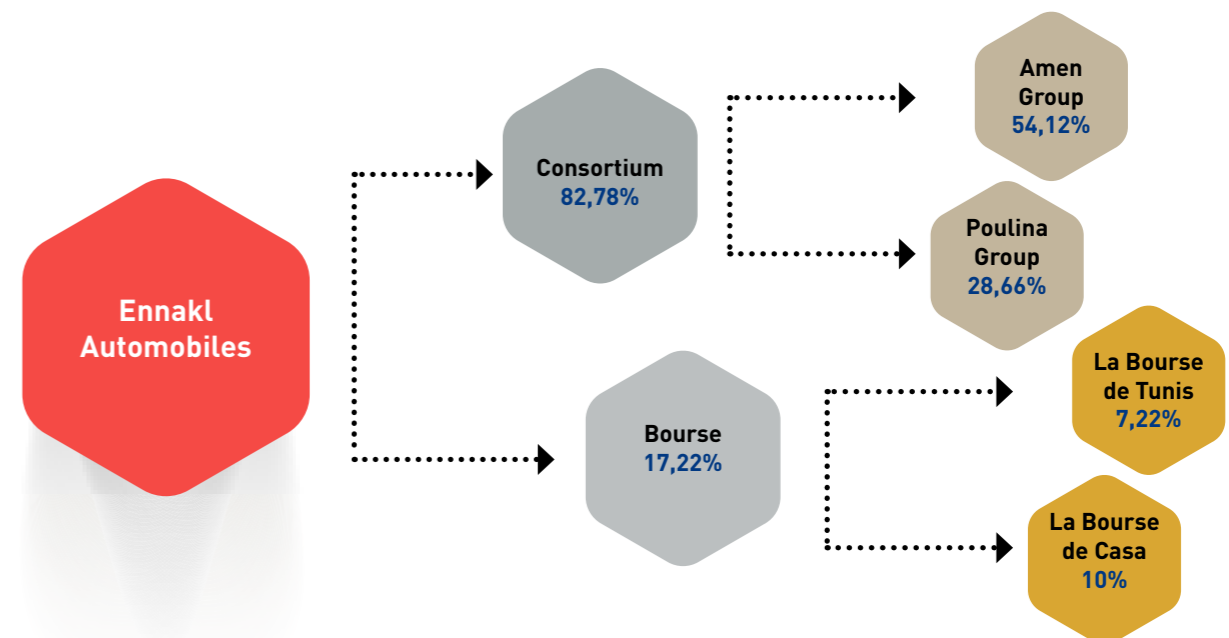 Ennakl
Automobiles
Consortium
82,78%
Amen
Group
54,12%
Poulina
Group
28,66%
Bourse
17,22%
La Bourse
de Tunis
7,22%
La Bourse
de Casa
10%